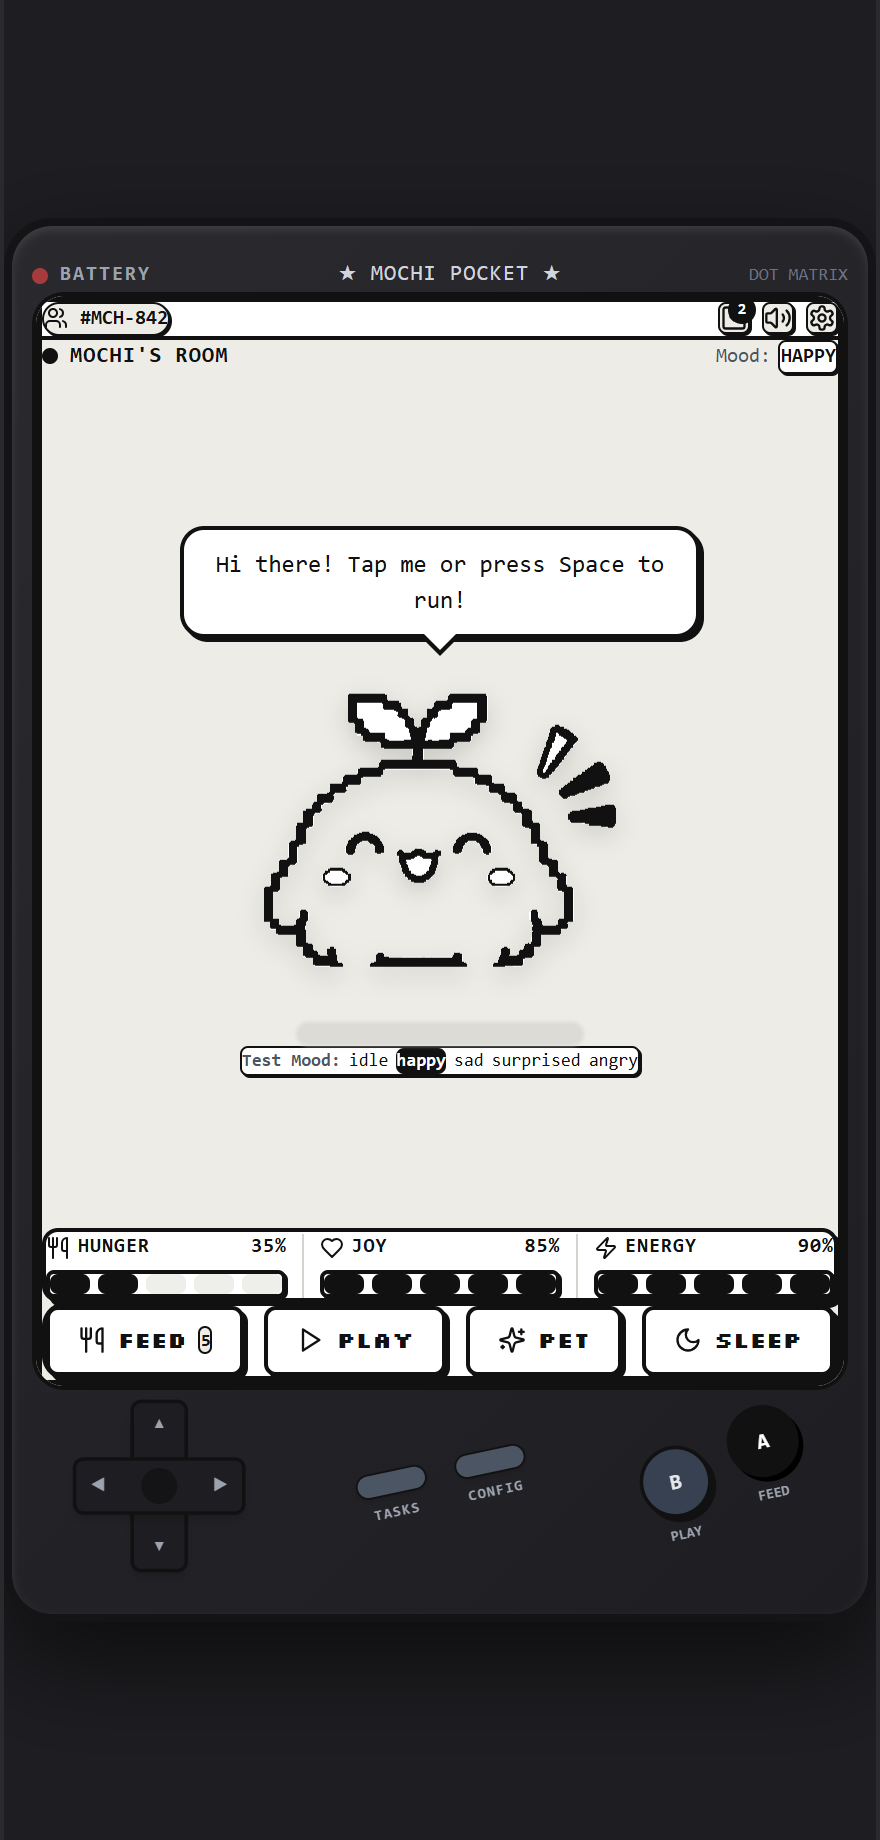 BATTERY ★ MOCHI POCKET ★ DOT MATRIX
#MCH-842 2
MOCHI'S ROOM Mood: HAPPY
Hi there! Tap me or press Space to
run!
Test Mood: idle happy sad surprised angry
HUNGER 35% JOY 85% ENERGY 90%
FEED 5 PLAY PET SLEEP
A
B
TASKS CONFIG FEED
PLAY